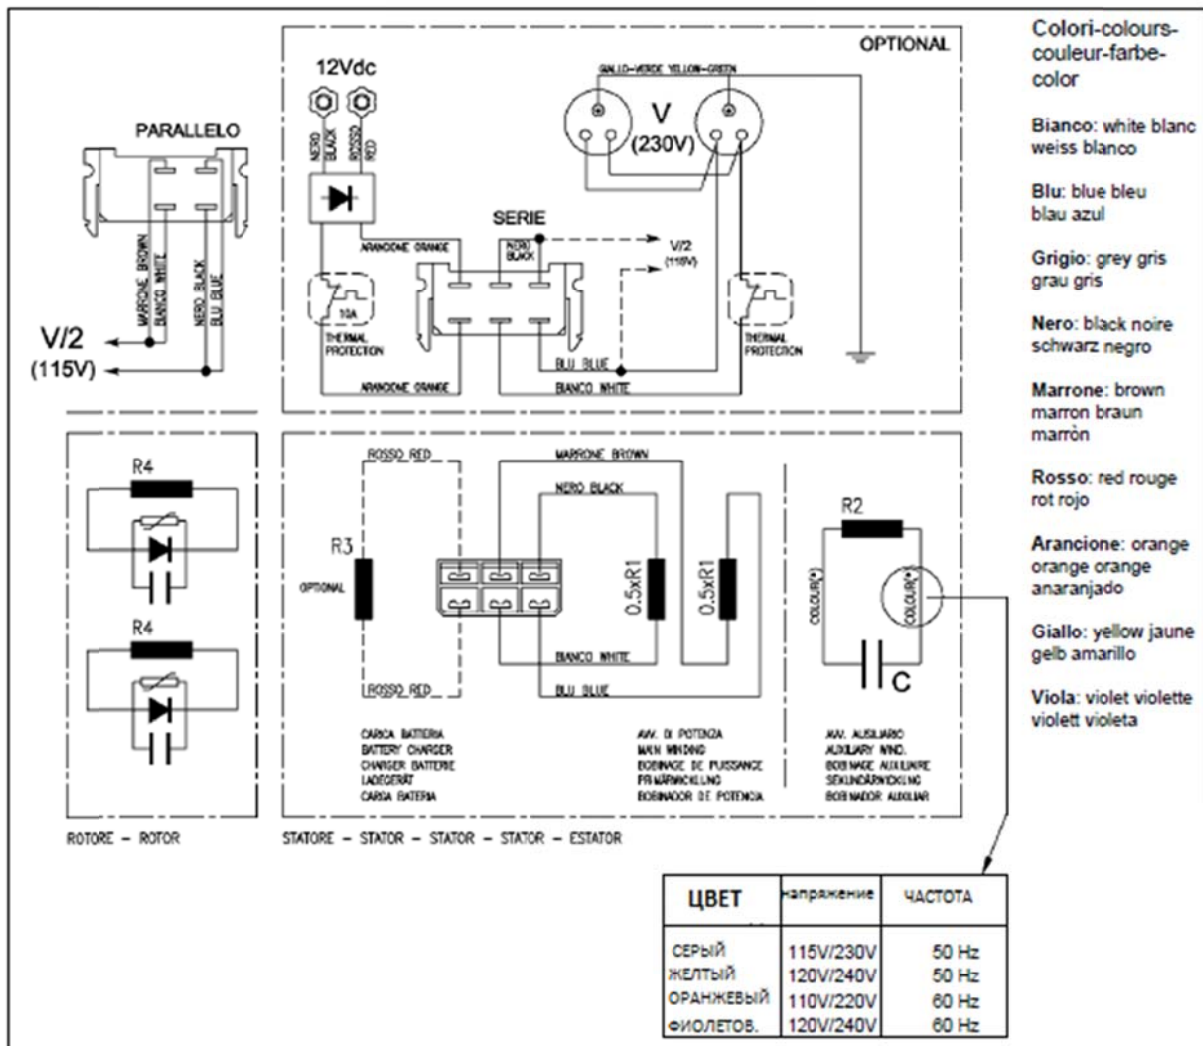 OPTIONAL
12Vdc
NERO
BLACK
ROSSO
RED
GIALLO-VERDE YELLOW-GREEN
V
(230V)
PARALLELO
MARRONE BROWN
BIANCO WHITE
NERO BLACK
BLU BLUE
V/2
(115V)
SERIE
ARANCIONE ORANGE
NERO
BLACK
V/2
(115V)
10A
THERMAL
PROTECTION
THERMAL
PROTECTION
BLU BLUE
ARANCIONE ORANGE
BIANCO WHITE
R4
R4
ROTORE - ROTOR
ROSSO RED
MARRONE BROWN
NERO BLACK
R3
OPTIONAL
0.5xR1
0.5xR1
BIANCO WHITE
ROSSO RED
BLU BLUE
R2
COLOUR(*)
COLOUR(*)
C
CARICA BATTERIA
BATTERY CHARGER
CHARGER BATTERIE
LADEGERÄT
CARGA BATERIA
AVV. DI POTENZA
MAIN WINDING
BOBINAGE DE PUISSANCE
PRIMÄRWICKLUNG
BOBINADOR DE POTENCIA
AVV. AUSILIARIO
AUXILIARY WIND.
BOBINAGE AUXILIAIRE
SEKUNDÄRWICKUNG
BOBINADOR AUXILIAR
STATORE - STATOR - STATOR - STATOR - ESTATOR
Colori-colours-
couleur-farbe-
color
Bianco: white blanc
weiss blanco
Blu: blue bleu
blau azul
Grigio: grey gris
grau gris
Nero: black noire
schwarz negro
Marrone: brown
marron braun
marròn
Rosso: red rouge
rot rojo
Arancione: orange
orange orange
anaranjado
Giallo: yellow jaune
gelb amarillo
Viola: violet violette
violett violeta
ЦВЕТ напряжение ЧАСТОТА
СЕРЫЙ 115V/230V 50 Hz
ЖЕЛТЫЙ 120V/240V 50 Hz
ОРАНЖЕВЫЙ 110V/220V 60 Hz
ФИОЛЕТОВ. 120V/240V 60 Hz